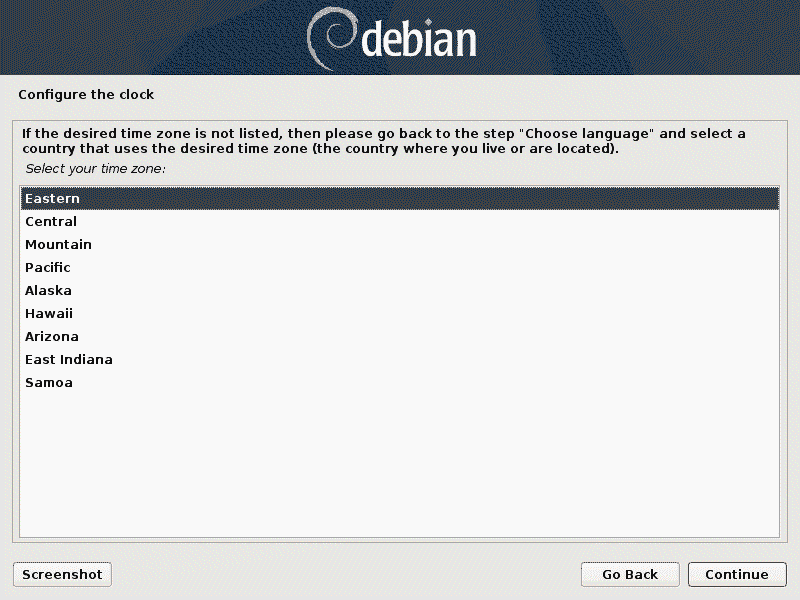 debian
Configure the clock
If the desired time zone is not listed, then please go back to the step "Choose language" and select a
country that uses the desired time zone (the country where you live or are located).
Select your time zone:
Eastern
Central
Mountain
Pacific
Alaska
Hawaii
Arizona
East Indiana
Samoa
Screenshot
Go Back
Continue